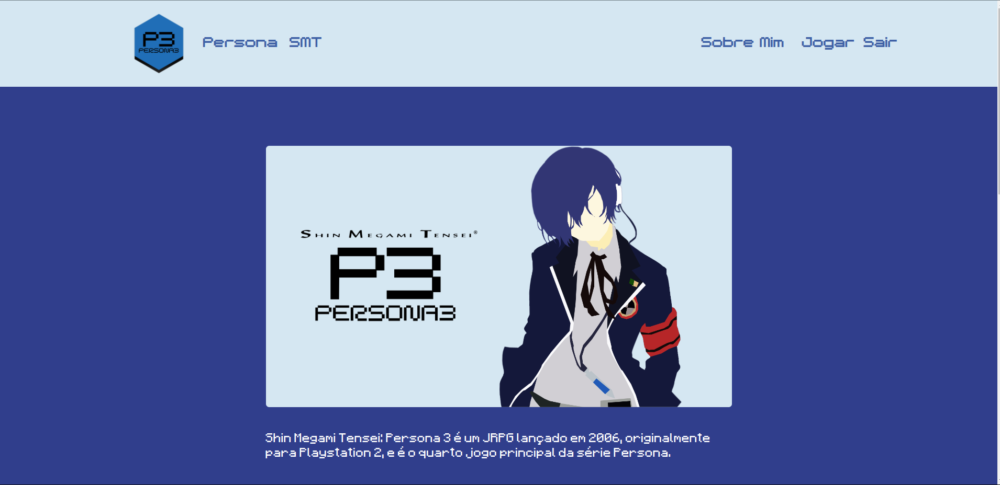 P3
PERSONA3
Persona SMT
Sobre Mim Jogar Sair
SHIN MEGAMI TENSEI®
P3
PERSONA3
Shin Megami Tensei: Persona 3 é um JRPG lançado em 2006, originalmente
para Playstation 2, e é o quarto jogo principal da série Persona.